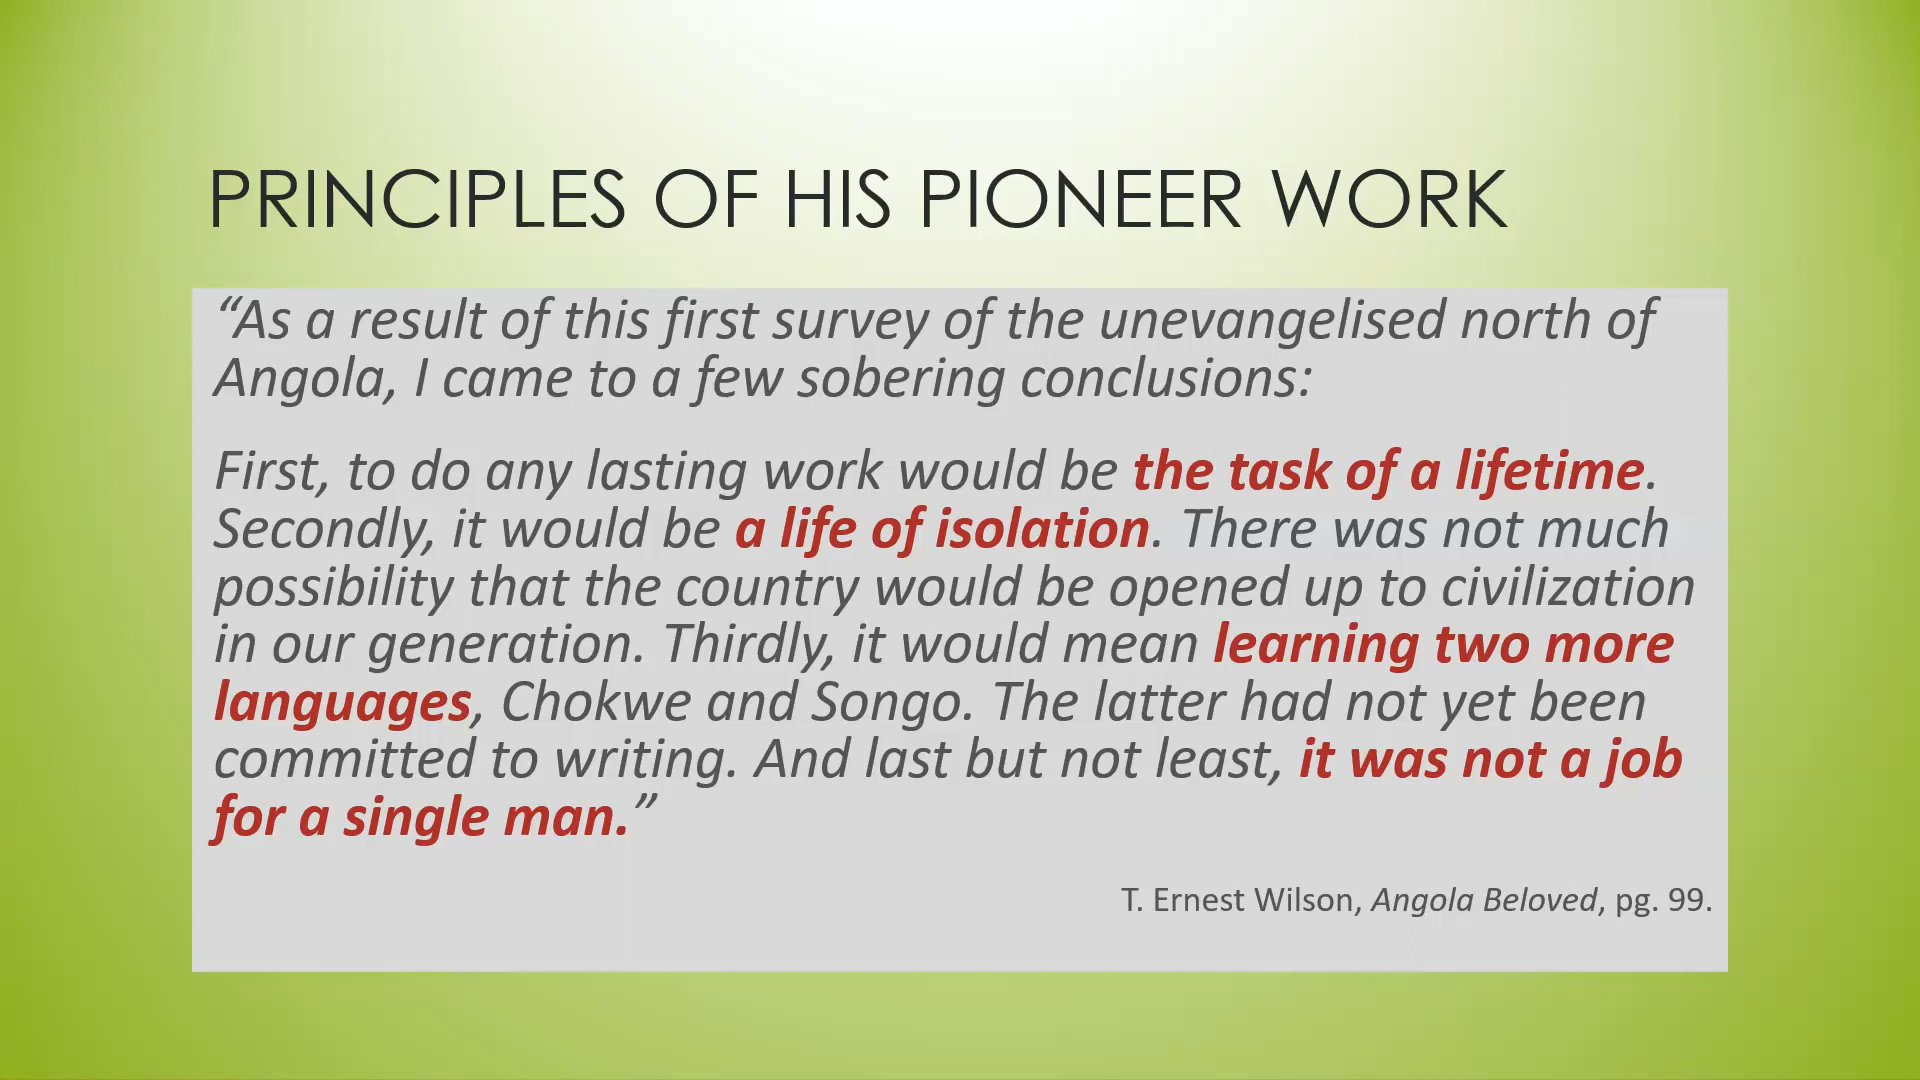 PRINCIPLES OF HIS PIONEER WORK
“As a result of this first survey of the unevangelised north of
Angola, I came to a few sobering conclusions:
First, to do any lasting work would be the task of a lifetime.
Secondly, it would be a life of isolation. There was not much
possibility that the country would be opened up to civilization
in our generation. Thirdly, it would mean learning two more
languages, Chokwe and Songo. The latter had not yet been
committed to writing. And last but not least, it was not a job
for a single man.”
T. Ernest Wilson, Angola Beloved, pg. 99.